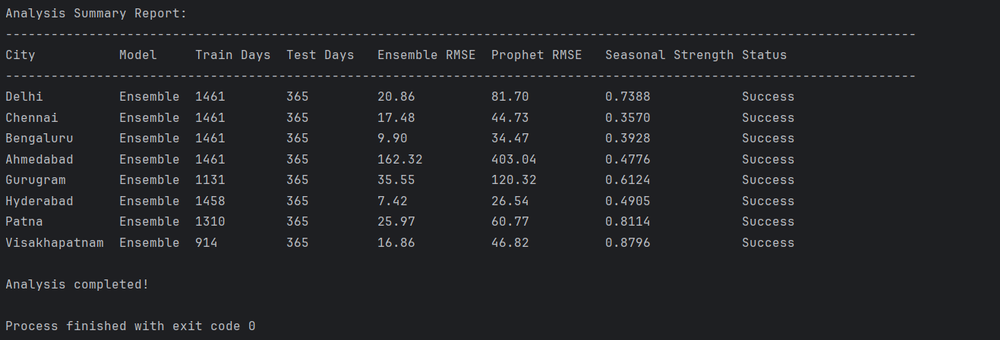 Analysis Summary Report:
------------------------------------------------------------------------------------------------------------------------
City           Model     Train Days  Test Days   Ensemble RMSE  Prophet RMSE   Seasonal Strength Status
------------------------------------------------------------------------------------------------------------------------
Delhi          Ensemble  1461        365         20.86          81.70          0.7388            Success
Chennai        Ensemble  1461        365         17.48          44.73          0.3570            Success
Bengaluru      Ensemble  1461        365         9.90           34.47          0.3928            Success
Ahmedabad      Ensemble  1461        365         162.32         403.04         0.4776            Success
Gurugram       Ensemble  1131        365         35.55          120.32         0.6124            Success
Hyderabad      Ensemble  1458        365         7.42           26.54          0.4905            Success
Patna          Ensemble  1310        365         25.97          60.77          0.8114            Success
Visakhapatnam  Ensemble  914         365         16.86          46.82          0.8796            Success
Analysis completed!
Process finished with exit code 0